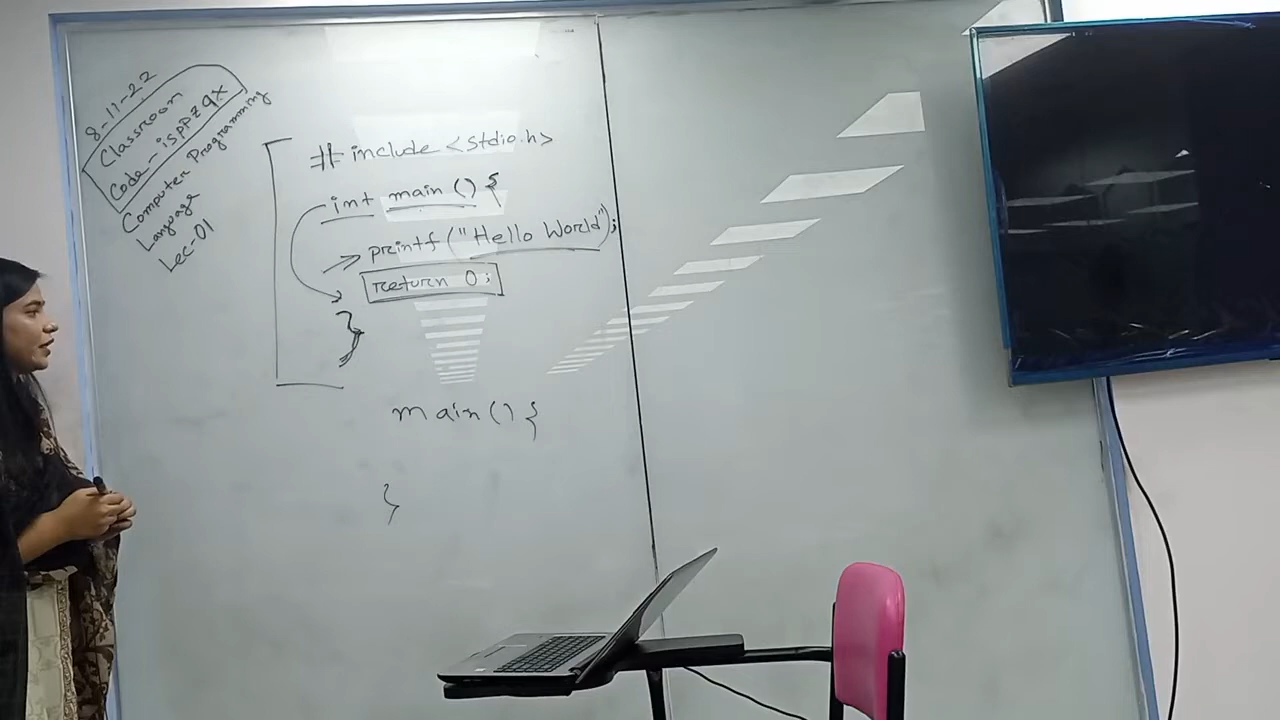 8-11-22
Classroom
Code-isppzqx
Computer Programming
Language
Lec-01
# include <stdio.h>
int main () {
printf ("Hello World");
return 0;
}
main () {
}